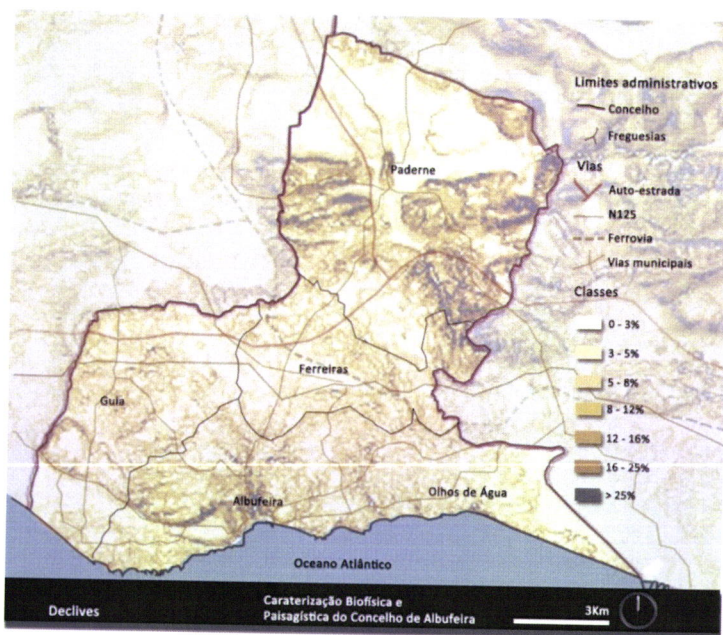 Limites administrativos
Concelho
Freguesias
Vias
Auto-estrada
N125
Ferrovia
Vias municipais
Classes
0 - 3%
3 - 5%
5 - 8%
8 - 12%
12 - 16%
16 - 25%
> 25%
Paderne
Ferreiras
Guia
Albufeira
Olhos de Água
Oceano Atlântico
Declives
Caraterização Biofísica e
Paisagística do Concelho de Albufeira
3Km